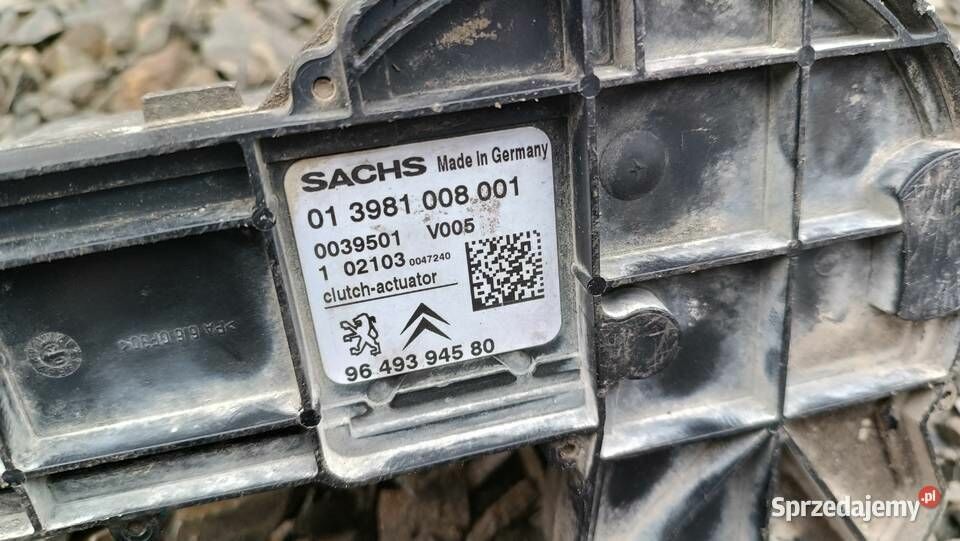 SACHS Made in Germany
01 3981 008 001
0039501 V005
1 02103 0047240
clutch-actuator
96 493 945 80
Sprzedajemy.pl